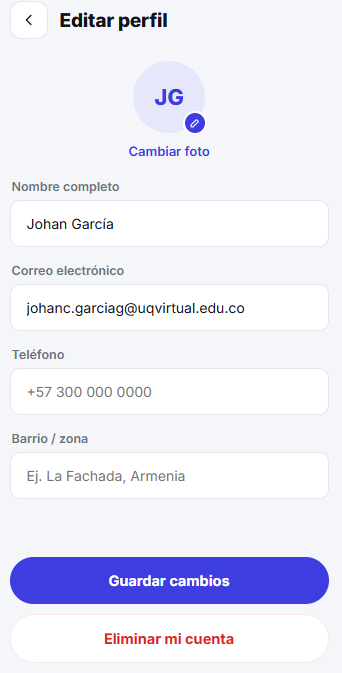 Editar perfil
JG
Cambiar foto
Nombre completo
Johan García
Correo electrónico
johanc.garciag@uqvirtual.edu.co
Teléfono
+57 300 000 0000
Barrio / zona
Ej. La Fachada, Armenia
Guardar cambios
Eliminar mi cuenta